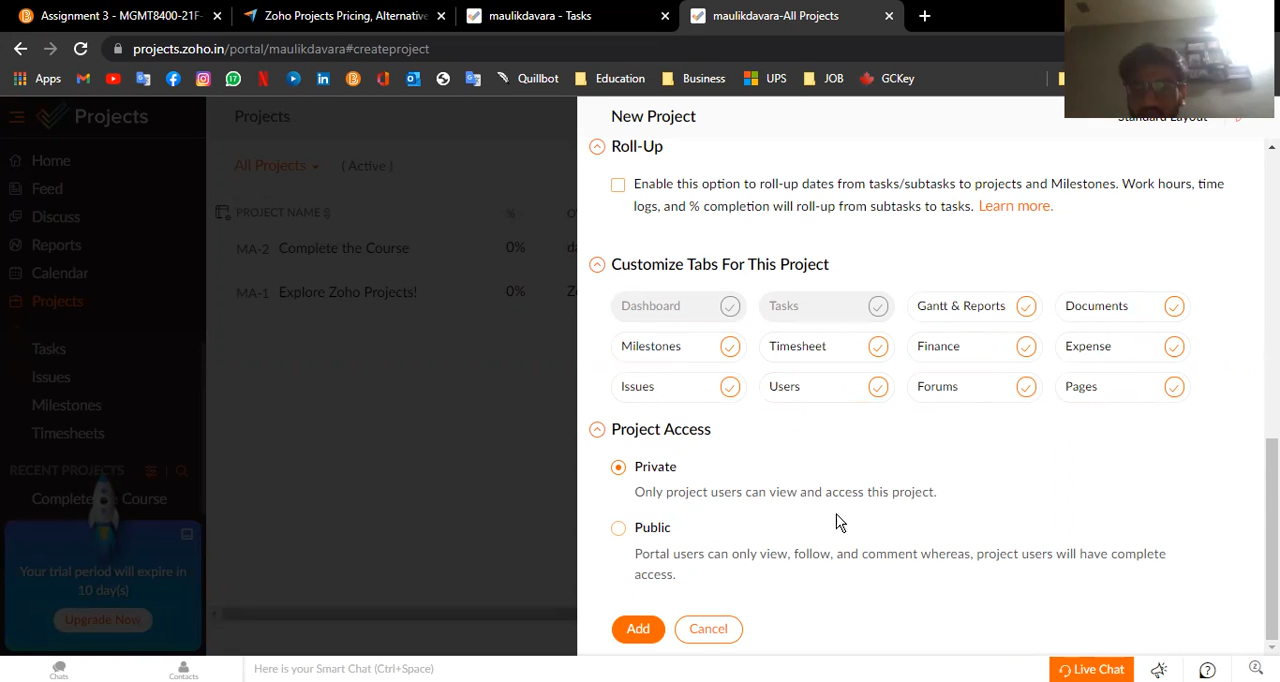 Assignment 3 - MGMT8400-21F-
Zoho Projects Pricing, Alternative
maulikdavara - Tasks
maulikdavara-All Projects
projects.zoho.in/portal/maulikdavara#createproject
Apps
Quillbot
Education
Business
UPS
JOB
GCKey
Projects
Projects
New Project
Standard Layout
Home
Feed
Discuss
Reports
Calendar
Projects
Tasks
Issues
Milestones
Timesheets
RECENT PROJECTS
Complete the Course
Your trial period will expire in
10 day(s)
Upgrade Now
All Projects
( Active )
PROJECT NAME
%
MA-2 Complete the Course 0%
MA-1 Explore Zoho Projects! 0%
Roll-Up
Enable this option to roll-up dates from tasks/subtasks to projects and Milestones. Work hours, time
logs, and % completion will roll-up from subtasks to tasks. Learn more.
Customize Tabs For This Project
Dashboard Tasks Gantt & Reports Documents
Milestones Timesheet Finance Expense
Issues Users Forums Pages
Project Access
Private
Only project users can view and access this project.
Public
Portal users can only view, follow, and comment whereas, project users will have complete
access.
Add
Cancel
Chats
Contacts
Here is your Smart Chat (Ctrl+Space)
Live Chat